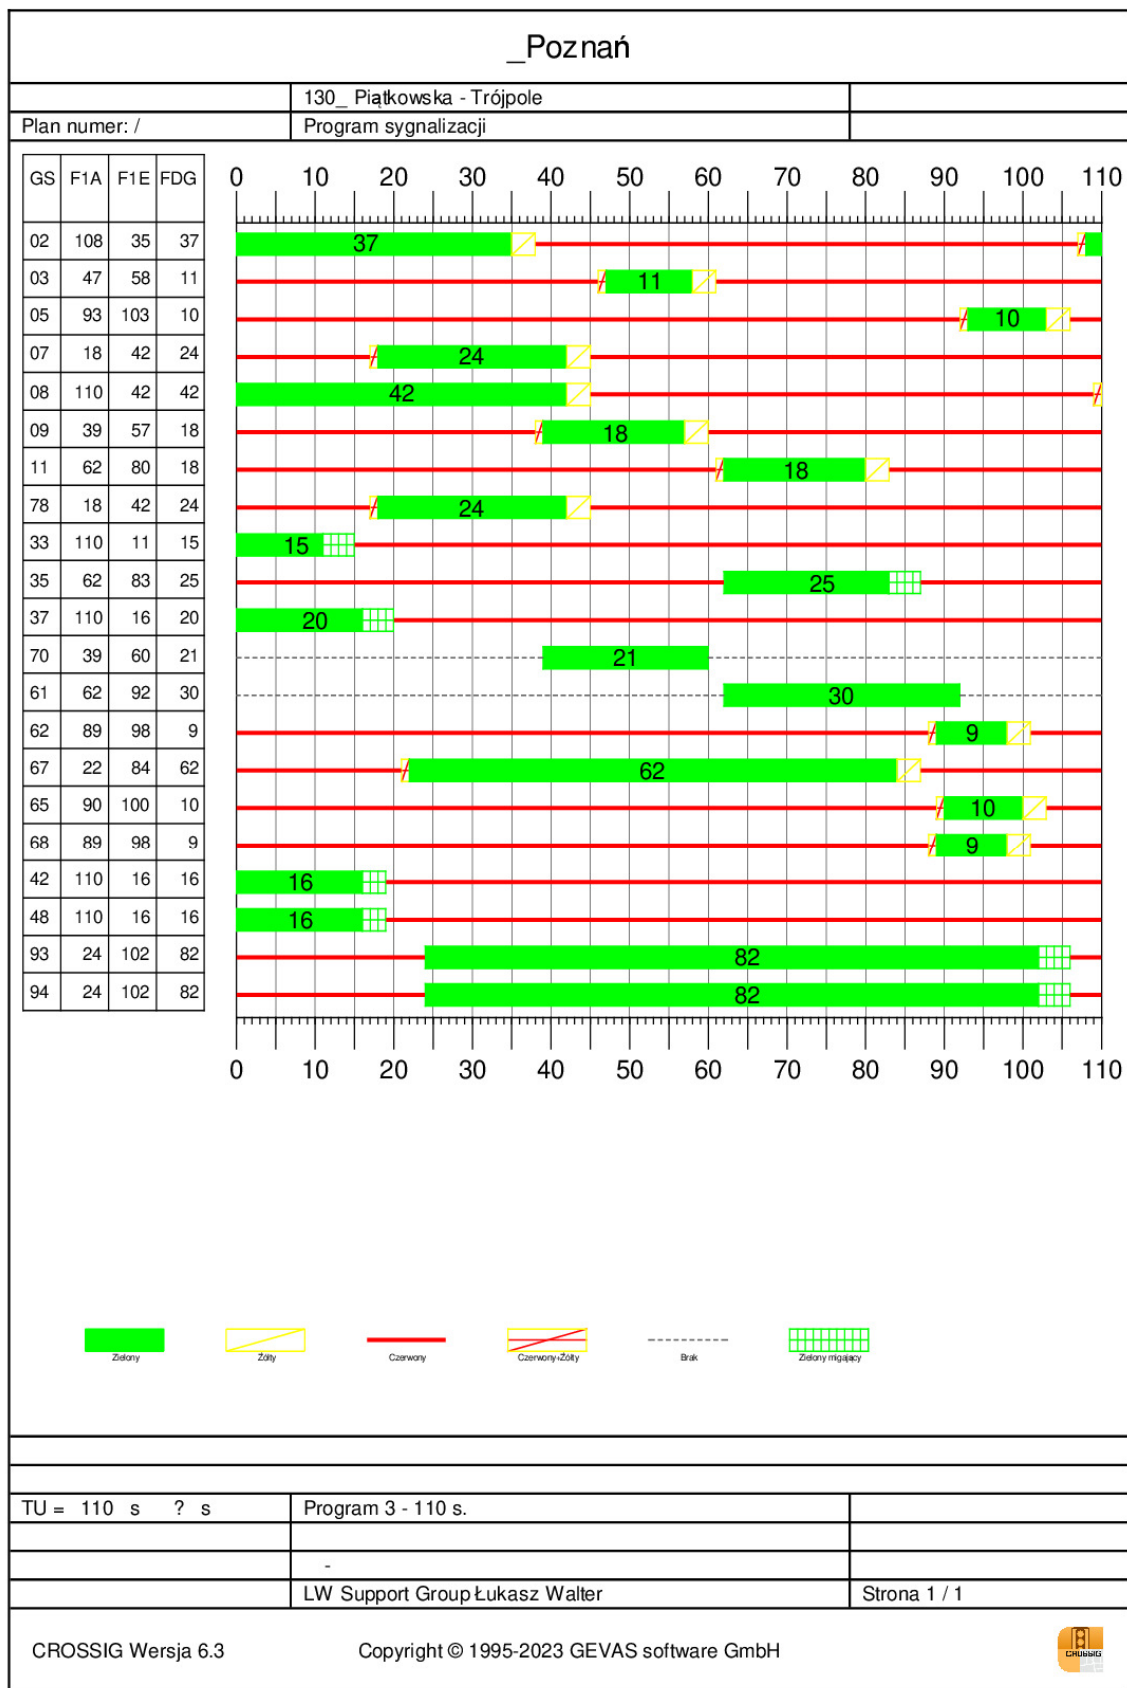 _Poznań
130_ Piątkowska - Trójpole
Plan numer: / Program sygnalizacji
GS F1A F1E FDG 0 10 20 30 40 50 60 70 80 90 100 110
02 108 35 37 37
03 47 58 11 11
05 93 103 10 10
07 18 42 24 24
08 110 42 42 42
09 39 57 18 18
11 62 80 18 18
78 18 42 24 24
33 110 11 15 15
35 62 83 25 25
37 110 16 20 20
70 39 60 21 21
61 62 92 30 30
62 89 98 9 9
67 22 84 62 62
65 90 100 10 10
68 89 98 9 9
42 110 16 16 16
48 110 16 16 16
93 24 102 82 82
94 24 102 82 82
0 10 20 30 40 50 60 70 80 90 100 110
Zielony Żółty Czerwony Czerwony+Żółty Brak Zielony migający
TU = 110 s ? s Program 3 - 110 s.
-
LW Support Group Łukasz Walter Strona 1 / 1
CROSSIG Wersja 6.3 Copyright © 1995-2023 GEVAS software GmbH
CROSSIG